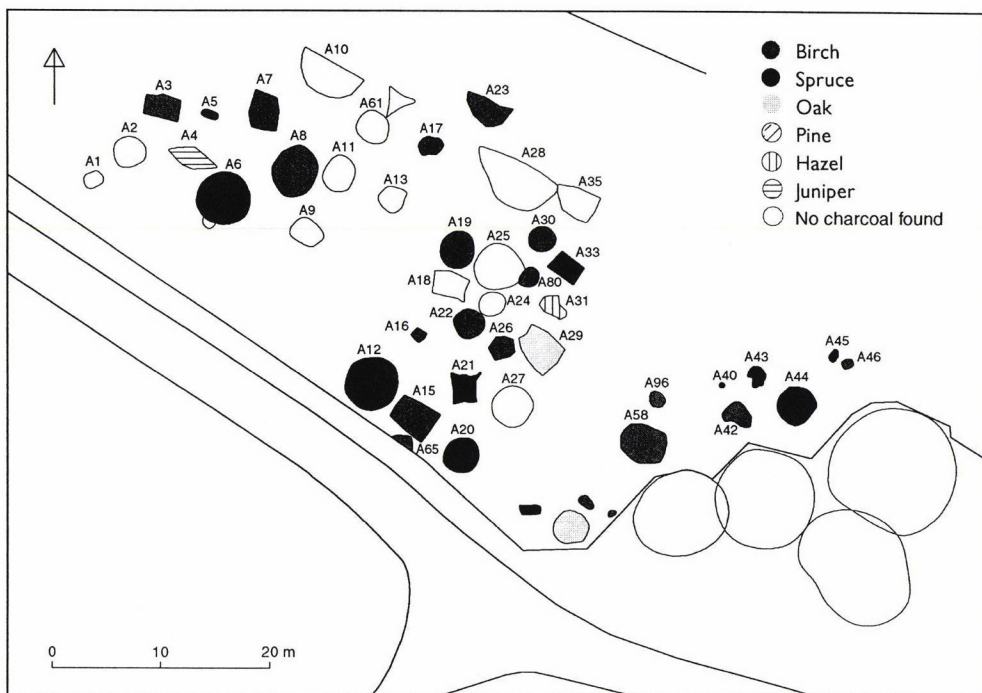 A10
A3
A5
A7
A61
A23
A2
A4
A6
A8
A11
A17
A1
A28
A13
A35
A9
A19
A25
A30
A33
A18
A80
A24
A31
A22
A16
A26
A29
A12
A21
A27
A15
A65
A20
A96
A58
A40
A43
A45
A46
A44
A42
Birch
Spruce
Oak
Pine
Hazel
Juniper
No charcoal found
0 10 20 m